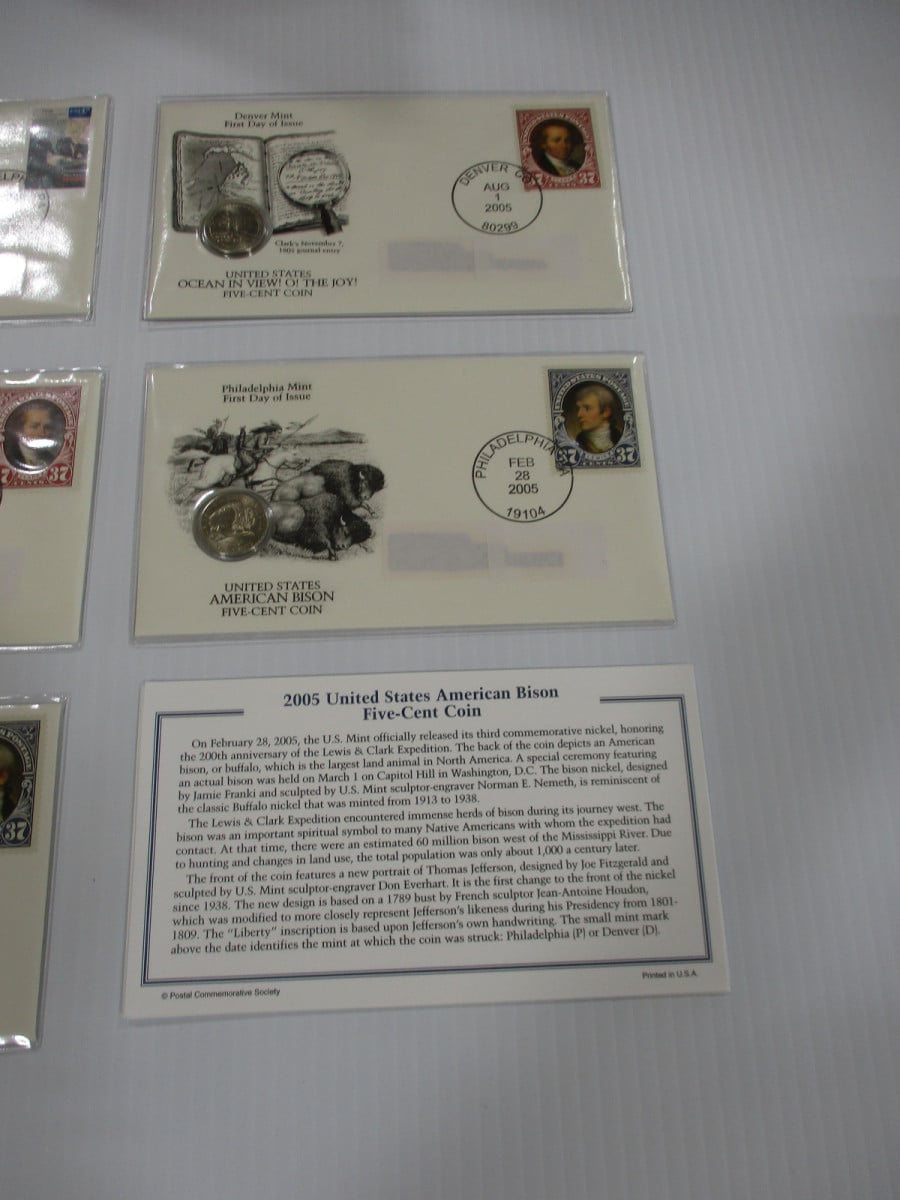 Denver Mint
First Day of Issue
Clark's November 7,
1805 journal entry
UNITED STATES
OCEAN IN VIEW! O! THE JOY!
FIVE-CENT COIN
DENVER CO
AUG
1
2005
80299
37
CENTS
Philadelphia Mint
First Day of Issue
UNITED STATES
AMERICAN BISON
FIVE-CENT COIN
PHILADELPHIA
FEB
28
2005
19104
UNITED STATES POSTAGE
37 37
CENTS
37
37
2005 United States American Bison
Five-Cent Coin
On February 28, 2005, the U.S. Mint officially released its third commemorative nickel, honoring
the 200th anniversary of the Lewis & Clark Expedition. The back of the coin depicts an American
bison, or buffalo, which is the largest land animal in North America. A special ceremony featuring
an actual bison was held on March 1 on Capitol Hill in Washington, D.C. The bison nickel, designed
by Jamie Franki and sculpted by U.S. Mint sculptor-engraver Norman E. Nemeth, is reminiscent of
the classic Buffalo nickel that was minted from 1913 to 1938.
The Lewis & Clark Expedition encountered immense herds of bison during its journey west. The
bison was an important spiritual symbol to many Native Americans with whom the expedition had
contact. At that time, there were an estimated 60 million bison west of the Mississippi River. Due
to hunting and changes in land use, the total population was only about 1,000 a century later.
The front of the coin features a new portrait of Thomas Jefferson, designed by Joe Fitzgerald and
sculpted by U.S. Mint sculptor-engraver Don Everhart. It is the first change to the front of the nickel
since 1938. The new design is based on a 1789 bust by French sculptor Jean-Antoine Houdon,
which was modified to more closely represent Jefferson's likeness during his Presidency from 1801-
1809. The "Liberty" inscription is based upon Jefferson's own handwriting. The small mint mark
above the date identifies the mint at which the coin was struck: Philadelphia (P) or Denver (D).
© Postal Commemorative Society
Printed in U.S.A.